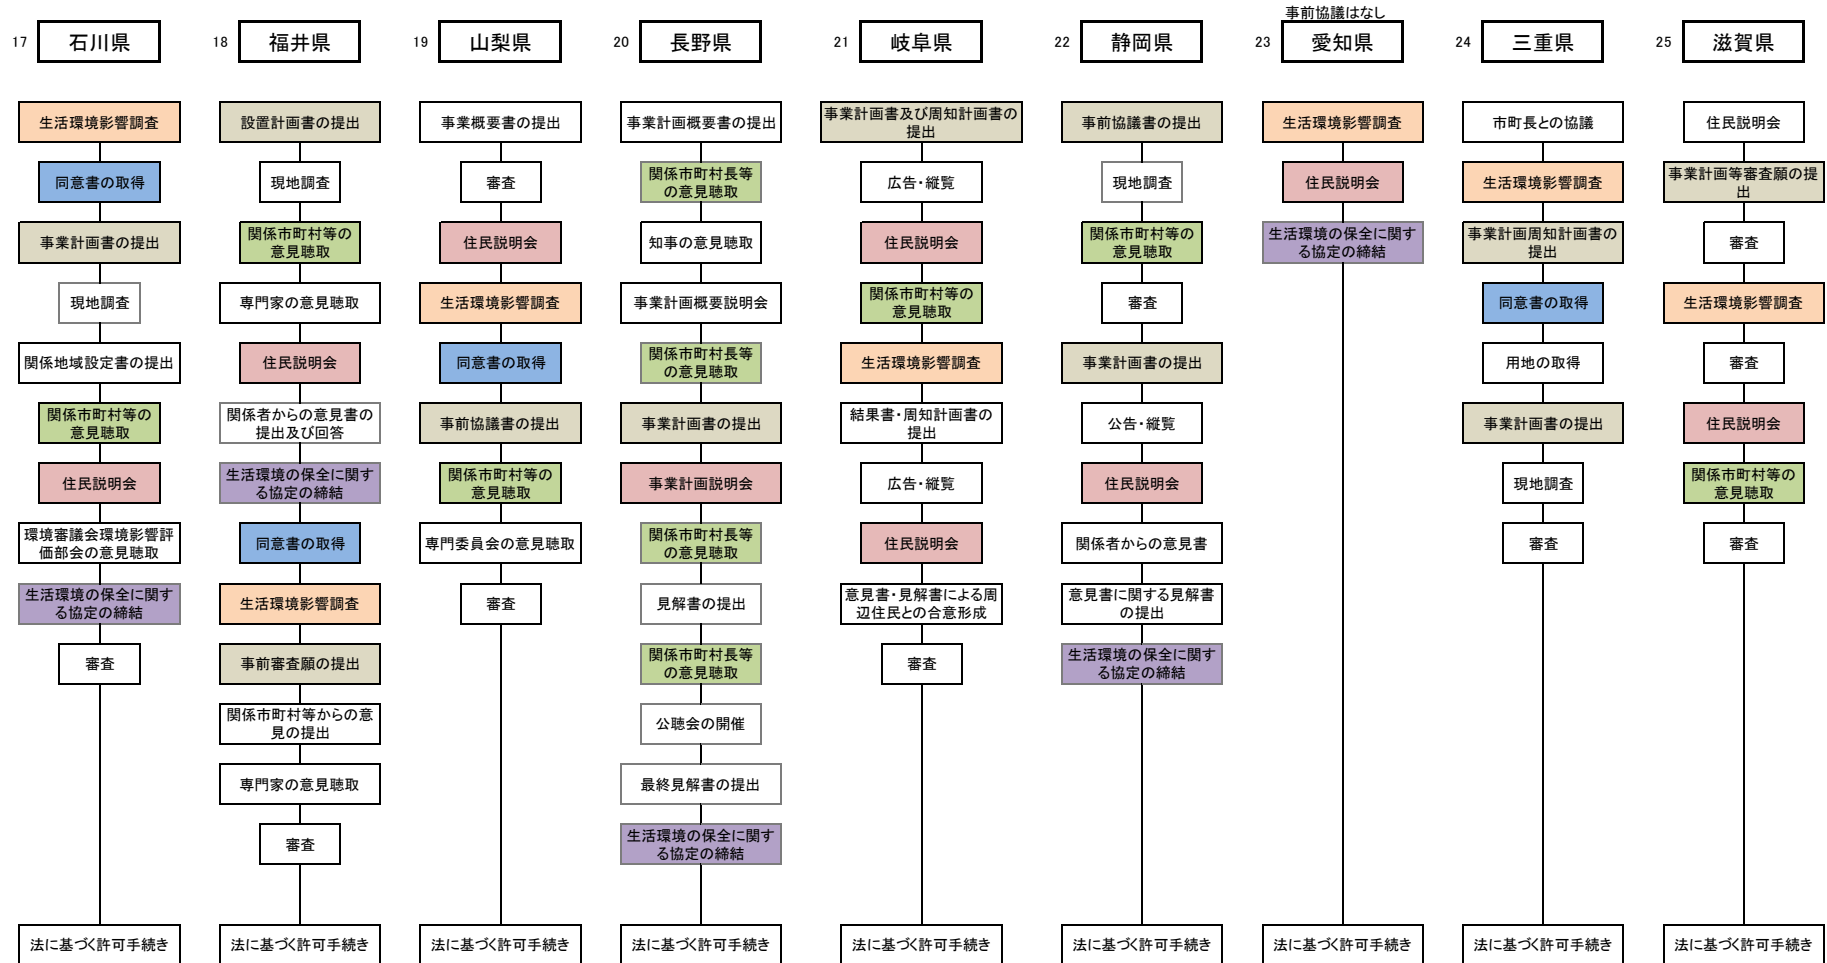 17
石川県
生活環境影響調査
同意書の取得
事業計画書の提出
現地調査
関係地域設定書の提出
関係市町村等の
意見聴取
住民説明会
環境審議会環境影響評
価部会の意見聴取
生活環境の保全に関す
る協定の締結
審査
法に基づく許可手続き
18
福井県
設置計画書の提出
現地調査
関係市町村等の
意見聴取
専門家の意見聴取
住民説明会
関係者からの意見書の
提出及び回答
生活環境の保全に関す
る協定の締結
同意書の取得
生活環境影響調査
事前審査願の提出
関係市町村等からの意
見の提出
専門家の意見聴取
審査
法に基づく許可手続き
19
山梨県
事業概要書の提出
審査
住民説明会
生活環境影響調査
同意書の取得
事前協議書の提出
関係市町村等の
意見聴取
専門委員会の意見聴取
審査
法に基づく許可手続き
20
長野県
事業計画概要書の提出
関係市町村長等
の意見聴取
知事の意見聴取
事業計画概要説明会
関係市町村長等
の意見聴取
事業計画書の提出
事業計画説明会
関係市町村長等
の意見聴取
見解書の提出
関係市町村長等
の意見聴取
公聴会の開催
最終見解書の提出
生活環境の保全に関す
る協定の締結
法に基づく許可手続き
21
岐阜県
事業計画書及び周知計画書の
提出
広告・縦覧
住民説明会
関係市町村等の
意見聴取
生活環境影響調査
結果書・周知計画書の
提出
広告・縦覧
住民説明会
意見書・見解書による周
辺住民との合意形成
審査
法に基づく許可手続き
22
静岡県
事前協議書の提出
現地調査
関係市町村等の
意見聴取
審査
事業計画書の提出
公告・縦覧
住民説明会
関係者からの意見書
意見書に関する見解書
の提出
生活環境の保全に関す
る協定の締結
法に基づく許可手続き
事前協議はなし
23
愛知県
生活環境影響調査
住民説明会
生活環境の保全に関す
る協定の締結
法に基づく許可手続き
24
三重県
市町長との協議
生活環境影響調査
事業計画周知計画書の
提出
同意書の取得
用地の取得
事業計画書の提出
現地調査
審査
法に基づく許可手続き
25
滋賀県
住民説明会
事業計画等審査願の提
出
審査
生活環境影響調査
審査
住民説明会
関係市町村等の
意見聴取
審査
法に基づく許可手続き